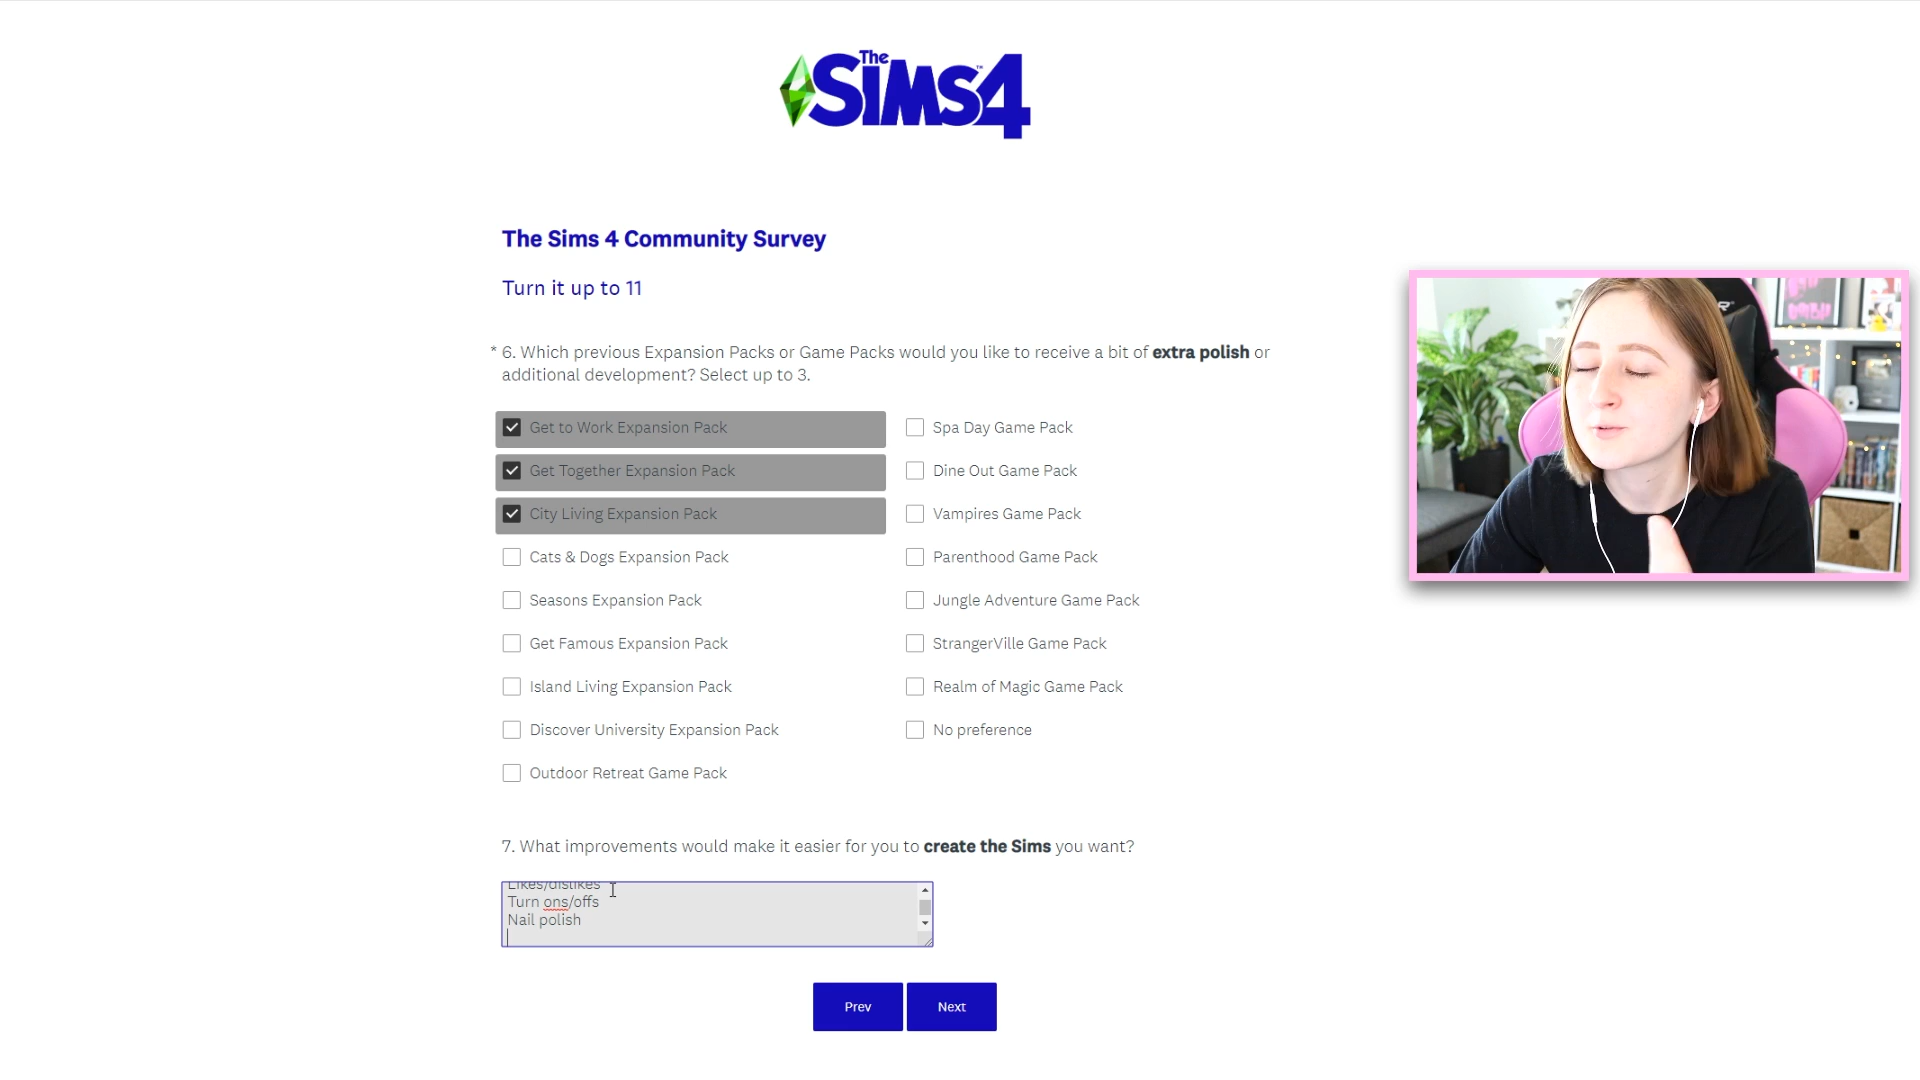 The
SiMS4
The Sims 4 Community Survey
Turn it up to 11
* 6. Which previous Expansion Packs or Game Packs would you like to receive a bit of extra polish or
additional development? Select up to 3.
Get to Work Expansion Pack
Get Together Expansion Pack
City Living Expansion Pack
Cats & Dogs Expansion Pack
Seasons Expansion Pack
Get Famous Expansion Pack
Island Living Expansion Pack
Discover University Expansion Pack
Outdoor Retreat Game Pack
Spa Day Game Pack
Dine Out Game Pack
Vampires Game Pack
Parenthood Game Pack
Jungle Adventure Game Pack
StrangerVille Game Pack
Realm of Magic Game Pack
No preference
7. What improvements would make it easier for you to create the Sims you want?
Likes/dislikes
Turn ons/offs
Nail polish
Prev
Next